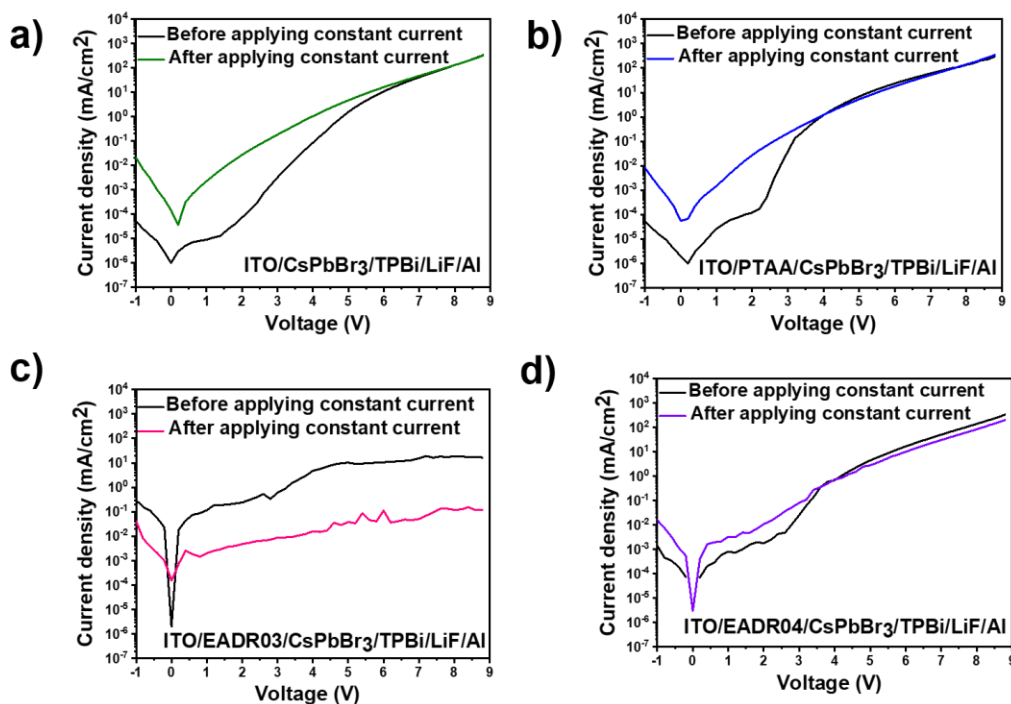 a)
Current density (mA/cm²)
10⁴
10³
10²
10¹
10⁰
10⁻¹
10⁻²
10⁻³
10⁻⁴
10⁻⁵
10⁻⁶
10⁻⁷
Before applying constant current
After applying constant current
ITO/CsPbBr₃/TPBi/LiF/Al
-1 0 1 2 3 4 5 6 7 8 9
Voltage (V)
b)
Current density (mA/cm²)
10⁴
10³
10²
10¹
10⁰
10⁻¹
10⁻²
10⁻³
10⁻⁴
10⁻⁵
10⁻⁶
10⁻⁷
Before applying constant current
After applying constant current
ITO/PTAA/CsPbBr₃/TPBi/LiF/Al
-1 0 1 2 3 4 5 6 7 8 9
Voltage (V)
c)
Current density (mA/cm²)
10⁴
10³
10²
10¹
10⁰
10⁻¹
10⁻²
10⁻³
10⁻⁴
10⁻⁵
10⁻⁶
10⁻⁷
Before applying constant current
After applying constant current
ITO/EADR03/CsPbBr₃/TPBi/LiF/Al
-1 0 1 2 3 4 5 6 7 8 9
Voltage (V)
d)
Current density (mA/cm²)
10⁴
10³
10²
10¹
10⁰
10⁻¹
10⁻²
10⁻³
10⁻⁴
10⁻⁵
10⁻⁶
10⁻⁷
Before applying constant current
After applying constant current
ITO/EADR04/CsPbBr₃/TPBi/LiF/Al
-1 0 1 2 3 4 5 6 7 8 9
Voltage (V)